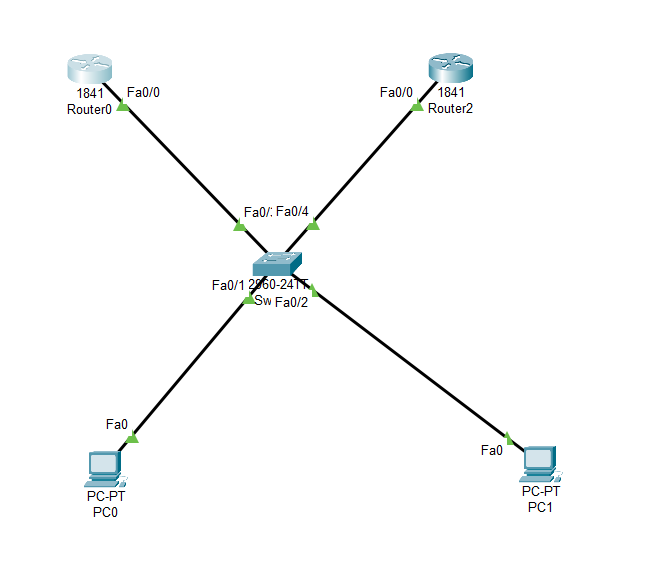 Fa0/0
1841
Router0
Fa0/0
1841
Router2
Fa0/4
Fa0/1
2960-24TT
Fa0/2
Fa0
PC-PT
PC0
Fa0
PC-PT
PC1